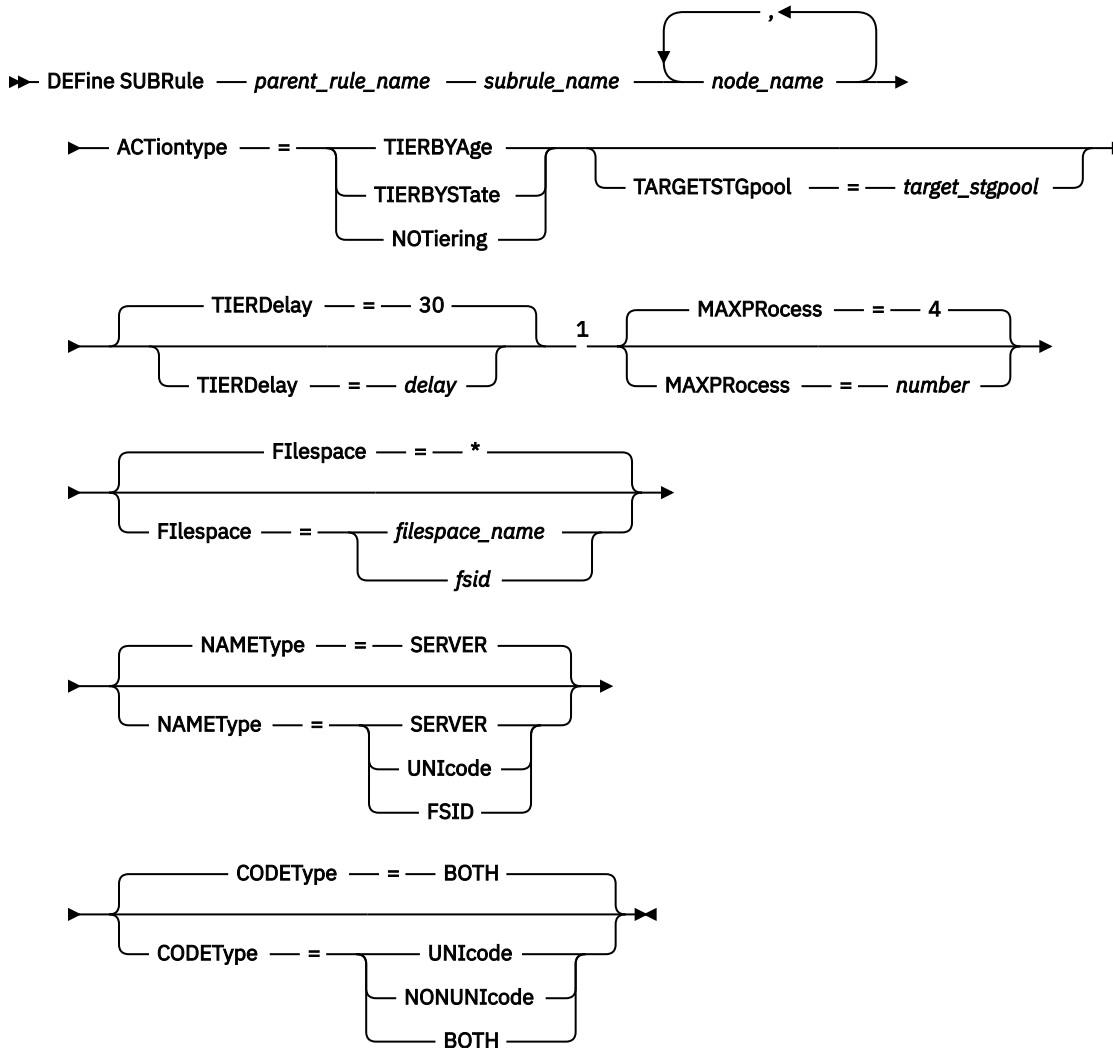 ,
DEFine SUBRule parent_rule_name subrule_name node_name
ACTiontype = TIERBYAge
TARGETSTGpool = target_stgpool
TIERBYSTate
NOTiering
TIERDelay = 30
1
MAXPRocess = 4
TIERDelay = delay
MAXPRocess = number
FIlespace = *
FIlespace = filespace_name
fsid
NAMEType = SERVER
NAMEType = SERVER
UNIcode
FSID
CODEType = BOTH
CODEType = UNIcode
NONUNIcode
BOTH